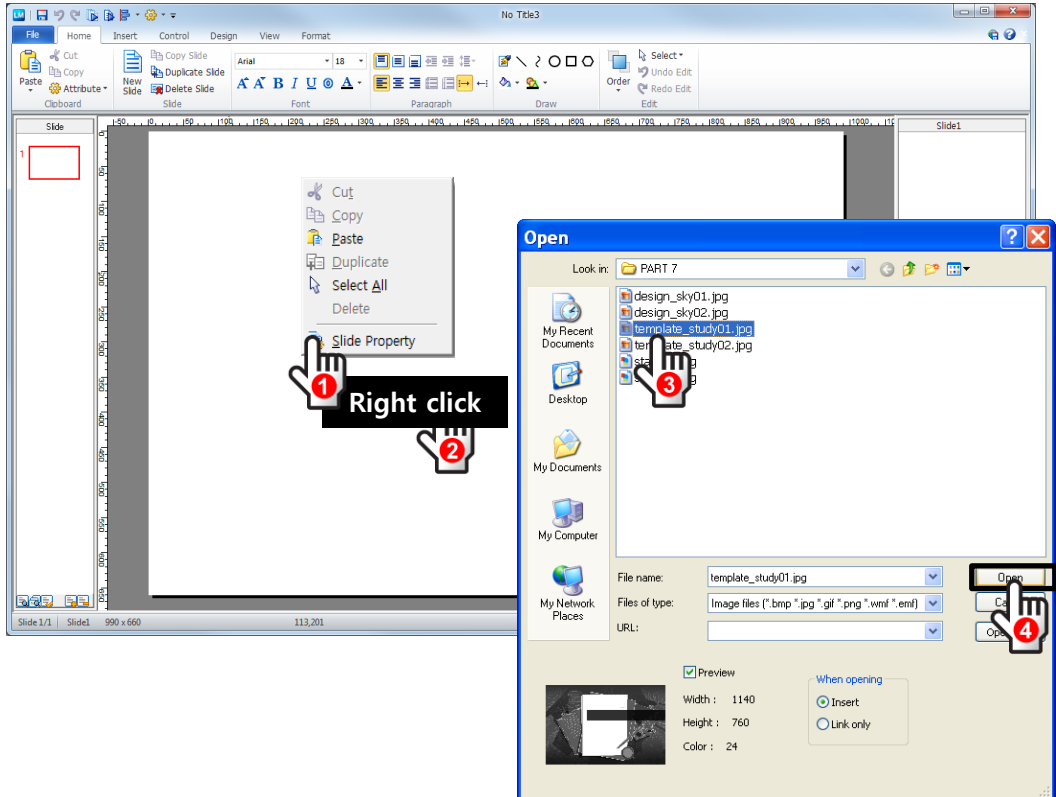 No Title3
File Home Insert Control Design View Format
Cut
Copy
Paste
Attribute
Clipboard
New Slide
Copy Slide
Duplicate Slide
Delete Slide
Slide
Arial 18
A A B I U A
Font
Paragraph
Draw
Order
Select
Undo Edit
Redo Edit
Edit
Slide
1
Slide1
Cut
Copy
Paste
Duplicate
Select All
Delete
Slide Property
1
Right click
2
Slide 1/1 Slide1 990 x 660 113,201
Open
Look in: PART 7
My Recent Documents
Desktop
My Documents
My Computer
My Network Places
design_sky01.jpg
design_sky02.jpg
template_study01.jpg
3
File name: template_study01.jpg
Files of type: Image files (*.bmp *.jpg *.gif *.png *.wmf *.emf)
URL:
Open
4
Preview
Width : 1140
Height : 760
Color : 24
When opening
Insert
Link only